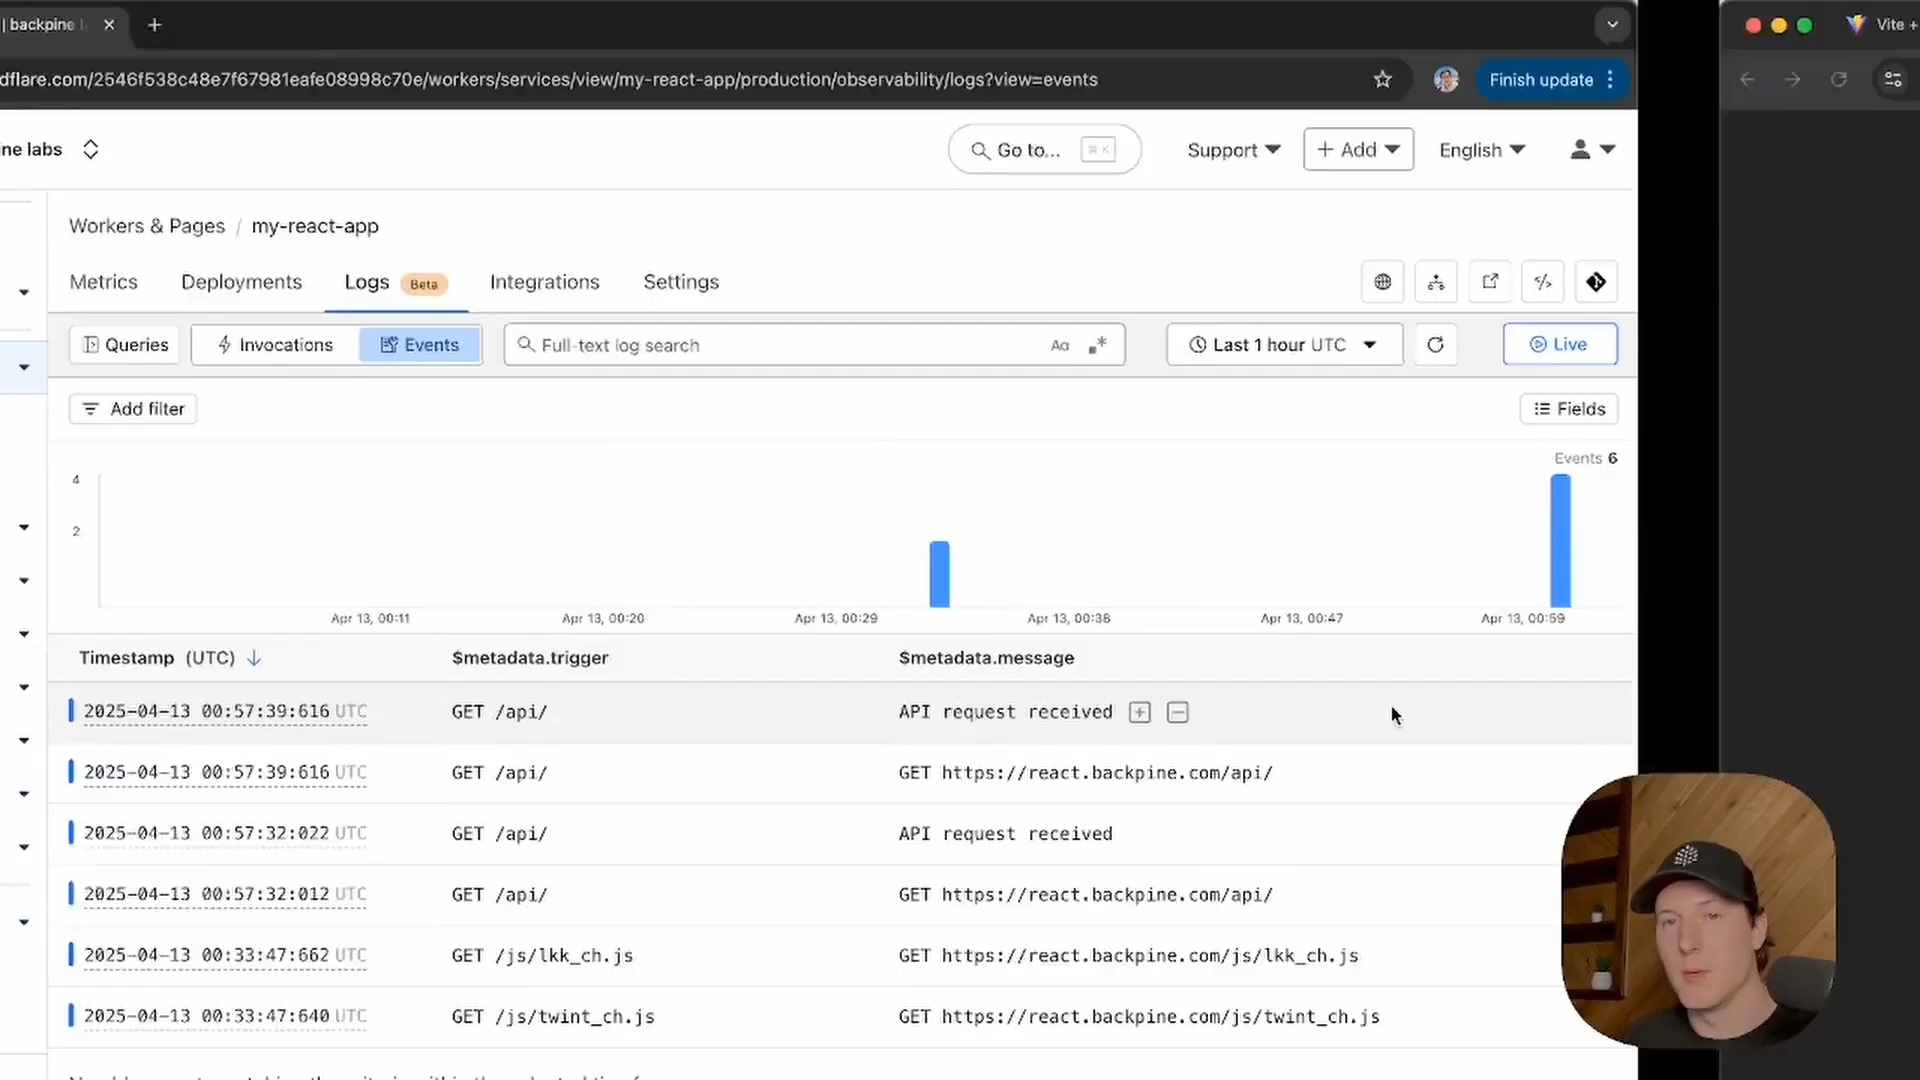 | backpine
Vite +
dflare.com/2546f538c48e7f67981eafe08998c70e/workers/services/view/my-react-app/production/observability/logs?view=events
Finish update
ne labs
Go to...
⌘ K
Support
+ Add
English
Workers & Pages / my-react-app
Metrics
Deployments
Logs Beta
Integrations
Settings
Queries
Invocations
Events
Full-text log search
Aa
Last 1 hour UTC
Live
Add filter
Fields
Events 6
4
2
Apr 13, 00:11
Apr 13, 00:20
Apr 13, 00:29
Apr 13, 00:38
Apr 13, 00:47
Apr 13, 00:59
Timestamp (UTC) $metadata.trigger $metadata.message
2025-04-13 00:57:39:616 UTC GET /api/ API request received
2025-04-13 00:57:39:616 UTC GET /api/ GET https://react.backpine.com/api/
2025-04-13 00:57:32:022 UTC GET /api/ API request received
2025-04-13 00:57:32:012 UTC GET /api/ GET https://react.backpine.com/api/
2025-04-13 00:33:47:662 UTC GET /js/lkk_ch.js GET https://react.backpine.com/js/lkk_ch.js
2025-04-13 00:33:47:640 UTC GET /js/twint_ch.js GET https://react.backpine.com/js/twint_ch.js